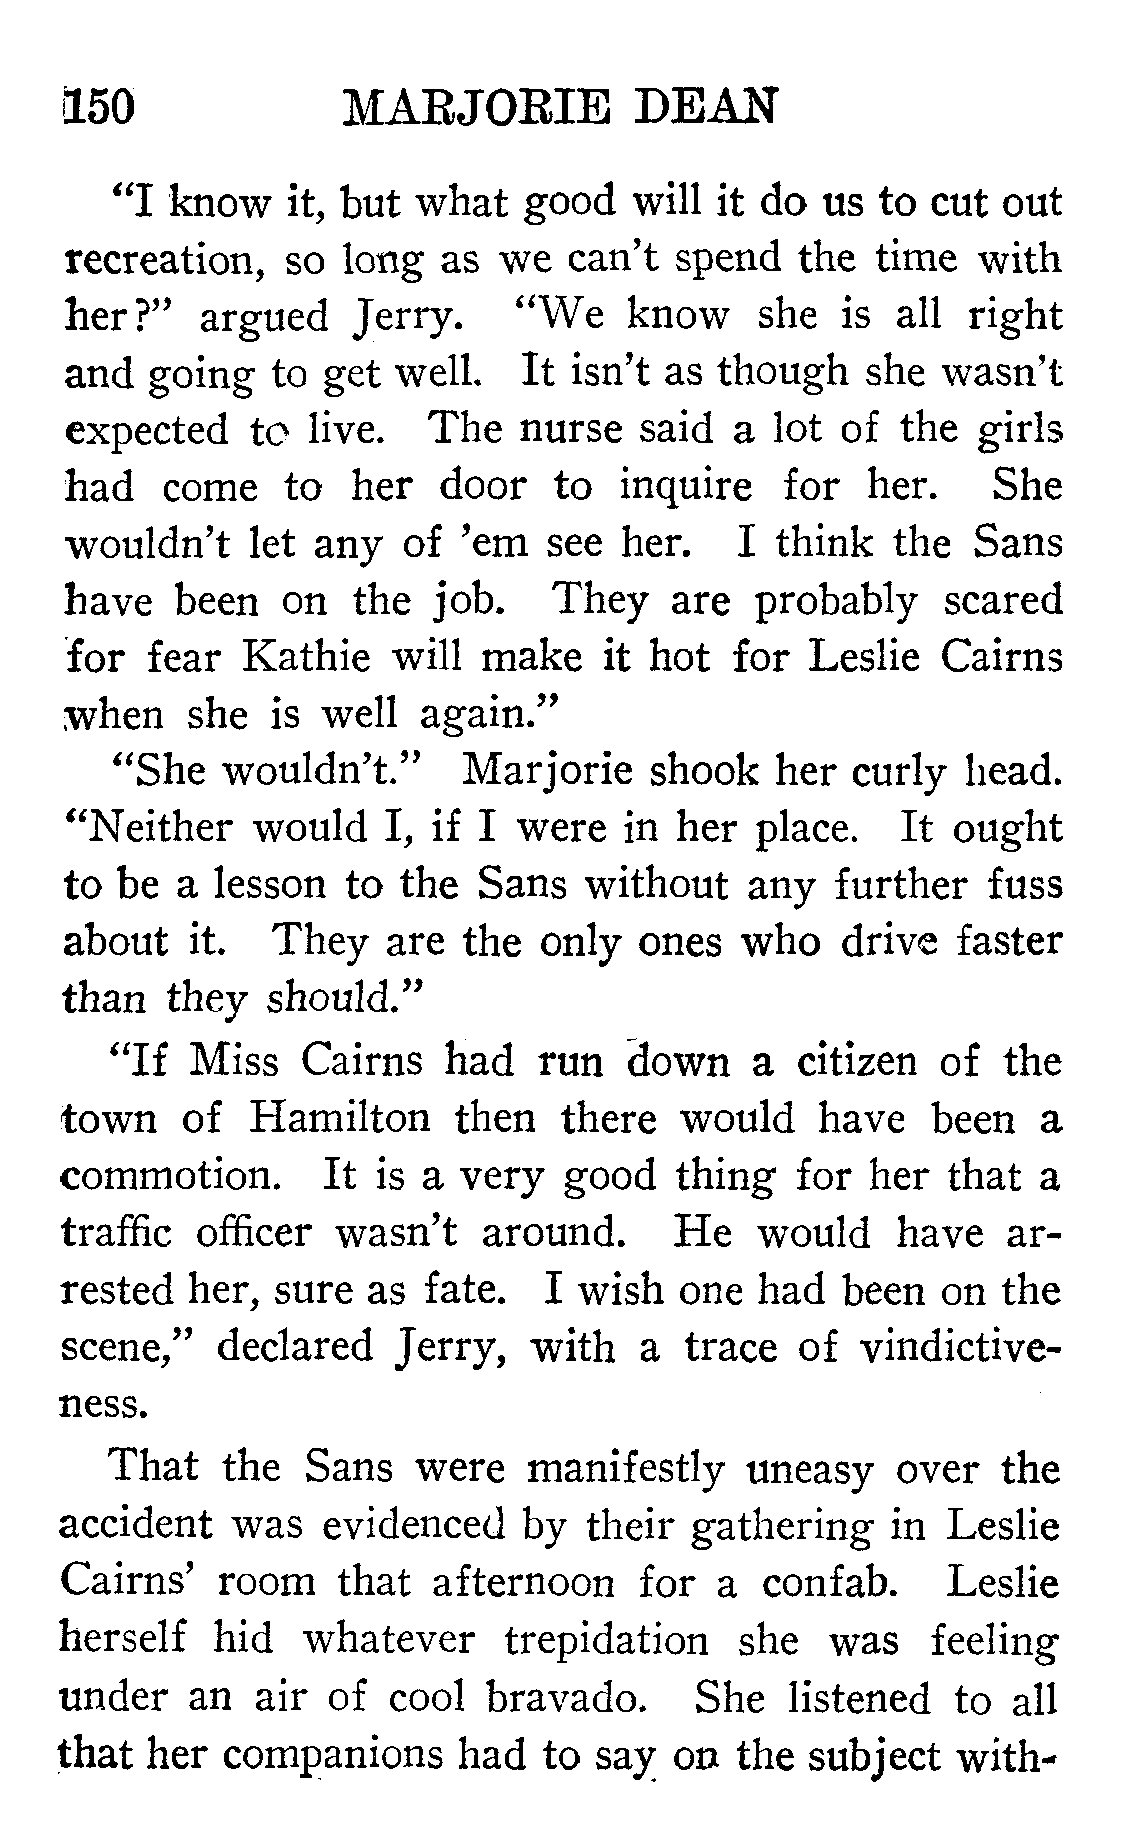 150 MARJORIE DEAN
"I know it, but what good will it do us to cut out
recreation, so long as we can't spend the time with
her?" argued Jerry. "We know she is all right
and going to get well. It isn't as though she wasn't
expected to live. The nurse said a lot of the girls
had come to her door to inquire for her. She
wouldn't let any of 'em see her. I think the Sans
have been on the job. They are probably scared
for fear Kathie will make it hot for Leslie Cairns
when she is well again."
"She wouldn't." Marjorie shook her curly head.
"Neither would I, if I were in her place. It ought
to be a lesson to the Sans without any further fuss
about it. They are the only ones who drive faster
than they should."
"If Miss Cairns had run down a citizen of the
town of Hamilton then there would have been a
commotion. It is a very good thing for her that a
traffic officer wasn't around. He would have ar-
rested her, sure as fate. I wish one had been on the
scene," declared Jerry, with a trace of vindictive-
ness.
That the Sans were manifestly uneasy over the
accident was evidenced by their gathering in Leslie
Cairns' room that afternoon for a confab. Leslie
herself hid whatever trepidation she was feeling
under an air of cool bravado. She listened to all
that her companions had to say on the subject with-